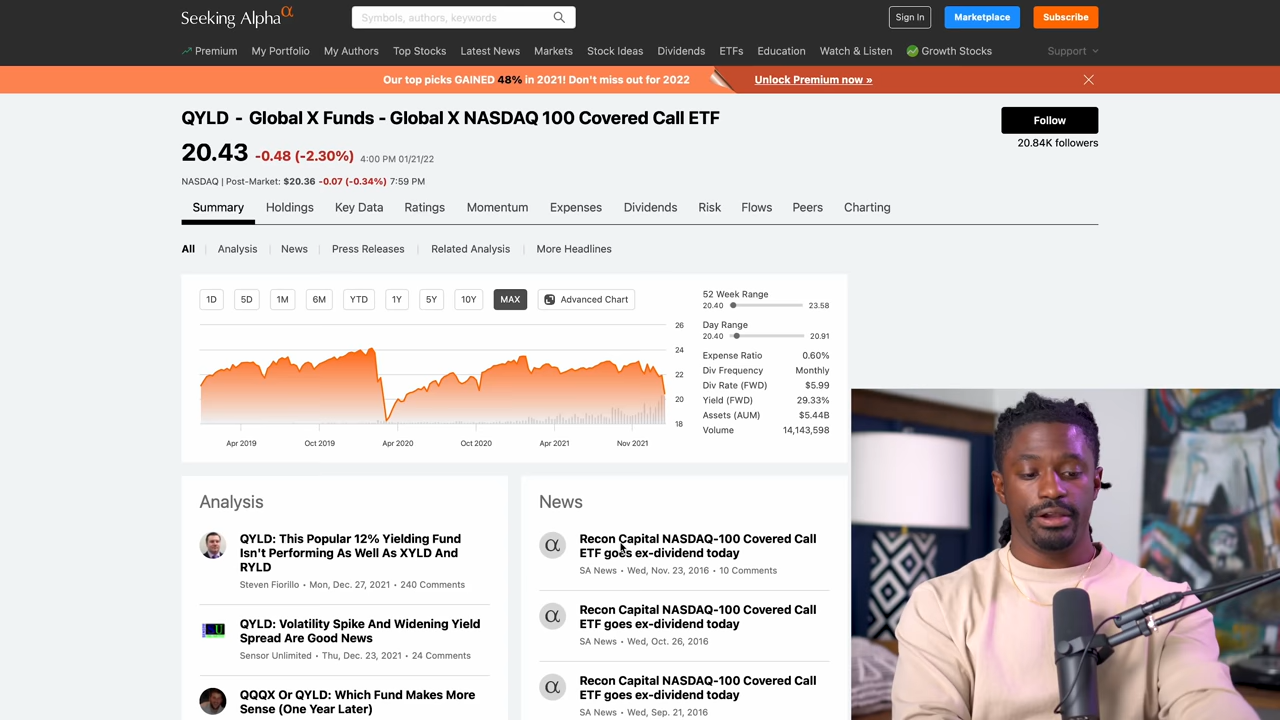 Seeking Alpha α
Symbols, authors, keywords
Sign In
Marketplace
Subscribe
Premium My Portfolio My Authors Top Stocks Latest News Markets Stock Ideas Dividends ETFs Education Watch & Listen Growth Stocks Support
Our top picks GAINED 48% in 2021! Don't miss out for 2022 Unlock Premium now »
QYLD - Global X Funds - Global X NASDAQ 100 Covered Call ETF
Follow
20.43 -0.48 (-2.30%) 4:00 PM 01/21/22
20.84K followers
NASDAQ | Post-Market: $20.36 -0.07 (-0.34%) 7:59 PM
Summary Holdings Key Data Ratings Momentum Expenses Dividends Risk Flows Peers Charting
All Analysis News Press Releases Related Analysis More Headlines
1D 5D 1M 6M YTD 1Y 5Y 10Y MAX Advanced Chart
26
24
22
20
18
Apr 2019 Oct 2019 Apr 2020 Oct 2020 Apr 2021 Nov 2021
52 Week Range
20.40 23.58
Day Range
20.40 20.91
Expense Ratio 0.60%
Div Frequency Monthly
Div Rate (FWD) $5.99
Yield (FWD) 29.33%
Assets (AUM) $5.44B
Volume 14,143,598
Analysis
QYLD: This Popular 12% Yielding Fund
Isn't Performing As Well As XYLD And
RYLD
Steven Fiorillo • Mon, Dec. 27, 2021 • 240 Comments
QYLD: Volatility Spike And Widening Yield
Spread Are Good News
Sensor Unlimited • Thu, Dec. 23, 2021 • 24 Comments
QQQX Or QYLD: Which Fund Makes More
Sense (One Year Later)
News
α
Recon Capital NASDAQ-100 Covered Call
ETF goes ex-dividend today
SA News • Wed, Nov. 23, 2016 • 10 Comments
α
Recon Capital NASDAQ-100 Covered Call
ETF goes ex-dividend today
SA News • Wed, Oct. 26, 2016
α
Recon Capital NASDAQ-100 Covered Call
ETF goes ex-dividend today
SA News • Wed, Sep. 21, 2016